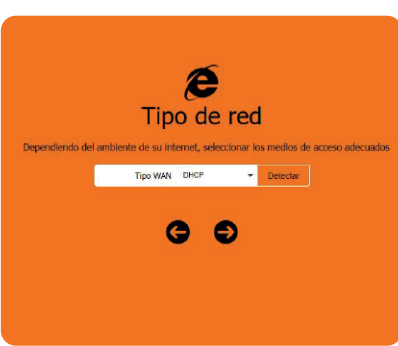 Tipo de red
Dependiendo del ambiente de su internet, seleccionar los medios de acceso adecuados
Tipo WAN DHCP Detectar